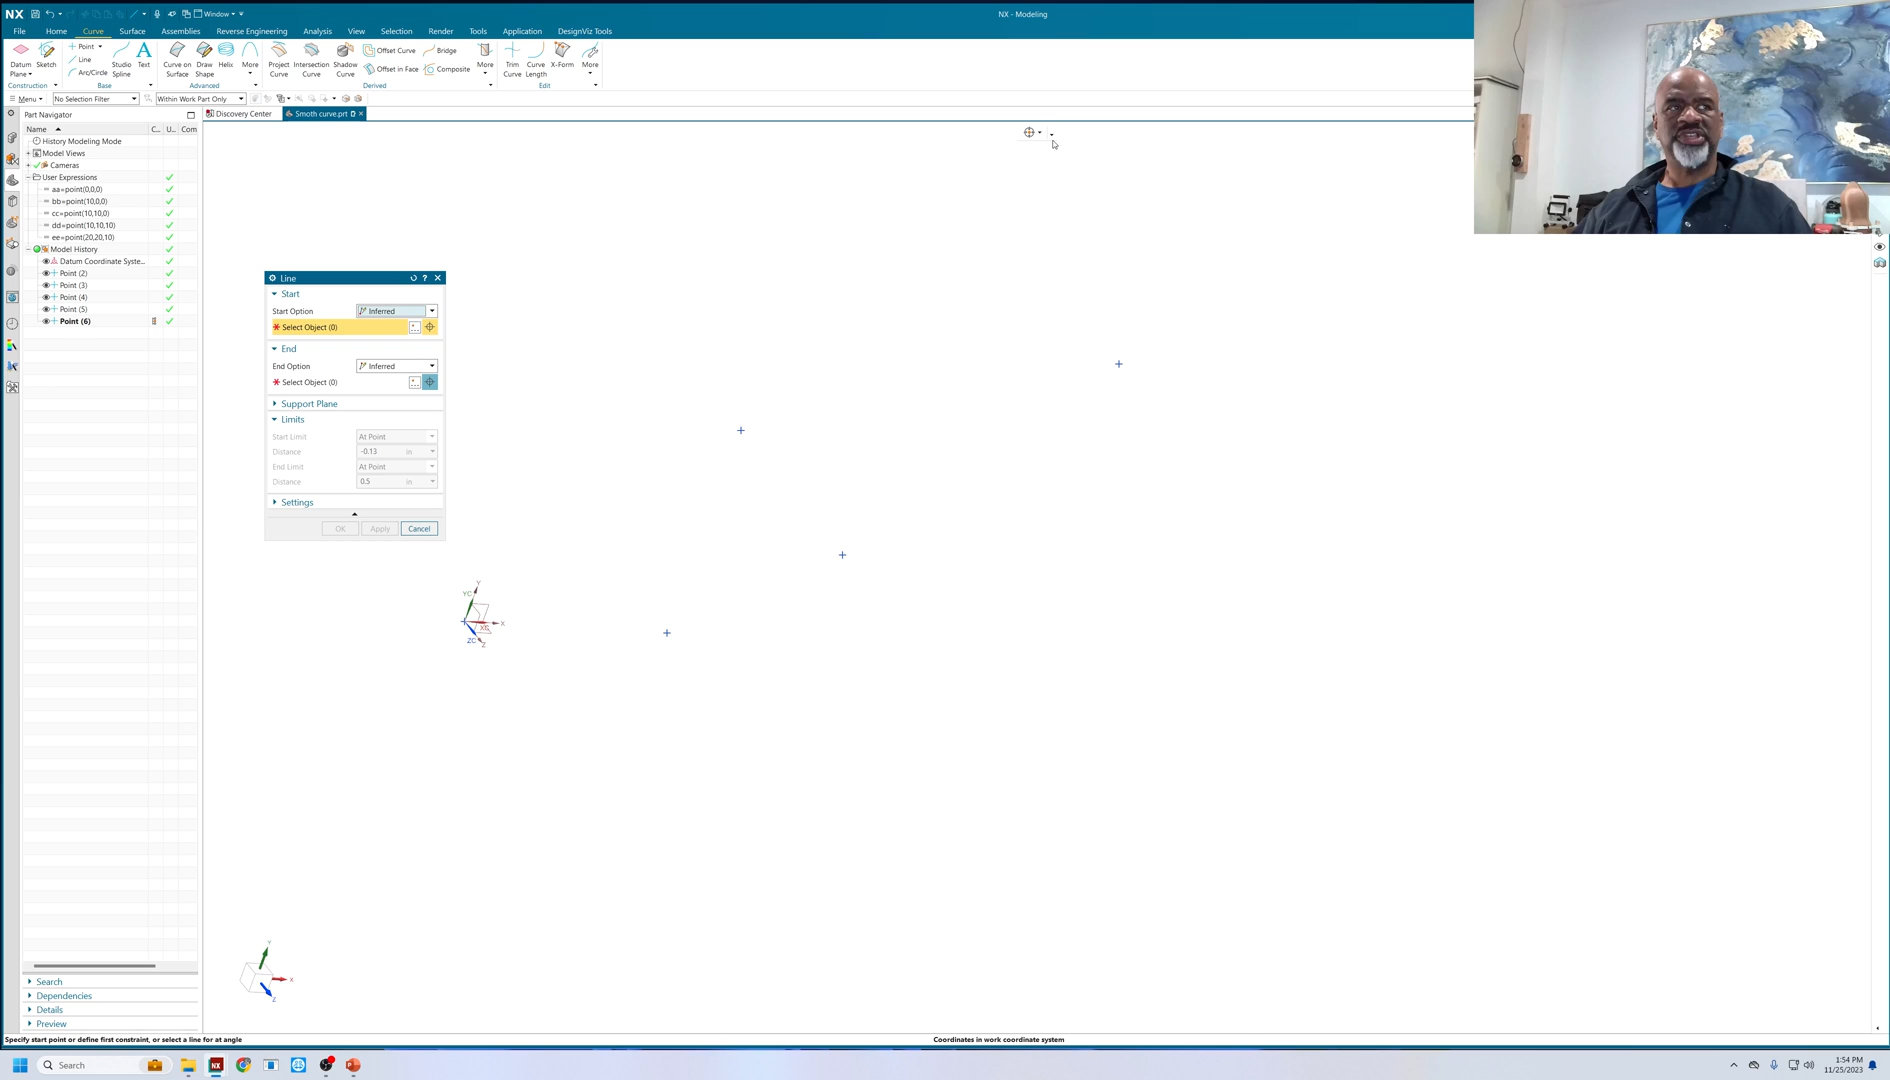 NX
Window
NX - Modeling
File Home Curve Surface Assemblies Reverse Engineering Analysis View Selection Render Tools Application DesignViz Tools
Datum Plane
Sketch
Point
Line
Arc/Circle
Studio Spline
Text
Curve on Surface
Draw Shape
Helix
More
Project Curve
Intersection Curve
Shadow Curve
Offset Curve
Offset in Face
Bridge
Composite
More
Trim Curve
Curve Length
X-Form
More
Construction Base Advanced Derived Edit
Menu No Selection Filter Within Work Part Only
Part Navigator
Discovery Center Smoth curve.prt
Name C... U... Com
History Modeling Mode
Model Views
Cameras
User Expressions
aa=point(0,0,0)
bb=point(10,0,0)
cc=point(10,10,0)
dd=point(10,10,10)
ee=point(20,20,10)
Model History
Datum Coordinate Syste...
Point (2)
Point (3)
Point (4)
Point (5)
Point (6)
Line
Start
Start Option Inferred
Select Object (0)
End
End Option Inferred
Select Object (0)
Support Plane
Limits
Start Limit At Point
Distance -0.13 in
End Limit At Point
Distance 0.5 in
Settings
OK Apply Cancel
Y
YC
X
XC
ZC
Z
Y
X
Z
Search
Dependencies
Details
Preview
Specify start point or define first constraint, or select a line for at angle
Coordinates in work coordinate system
Search
NX
1:54 PM
11/25/2023